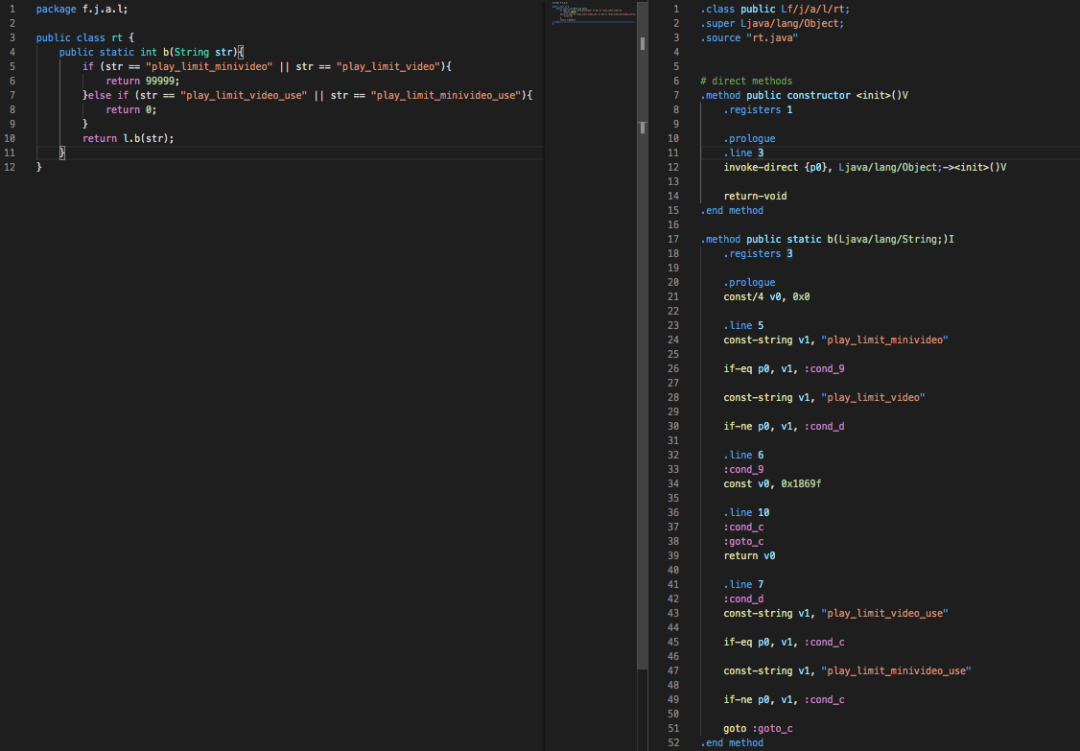 1 package f.j.a.l;
2
3 public class rt {
4 public static int b(String str){
5 if (str == "play_limit_minivideo" || str == "play_limit_video"){
6 return 99999;
7 }else if (str == "play_limit_video_use" || str == "play_limit_minivideo_use"){
8 return 0;
9 }
10 return l.b(str);
11 }
12 }
1 .class public Lf/j/a/l/rt;
2 .super Ljava/lang/Object;
3 .source "rt.java"
4
5
6 # direct methods
7 .method public constructor <init>()V
8 .registers 1
9
10 .prologue
11 .line 3
12 invoke-direct {p0}, Ljava/lang/Object;-><init>()V
13
14 return-void
15 .end method
16
17 .method public static b(Ljava/lang/String;)I
18 .registers 3
19
20 .prologue
21 const/4 v0, 0x0
22
23 .line 5
24 const-string v1, "play_limit_minivideo"
25
26 if-eq p0, v1, :cond_9
27
28 const-string v1, "play_limit_video"
29
30 if-ne p0, v1, :cond_d
31
32 .line 6
33 :cond_9
34 const v0, 0x1869f
35
36 .line 10
37 :cond_c
38 :goto_c
39 return v0
40
41 .line 7
42 :cond_d
43 const-string v1, "play_limit_video_use"
44
45 if-eq p0, v1, :cond_c
46
47 const-string v1, "play_limit_minivideo_use"
48
49 if-ne p0, v1, :cond_c
50
51 goto :goto_c
52 .end method